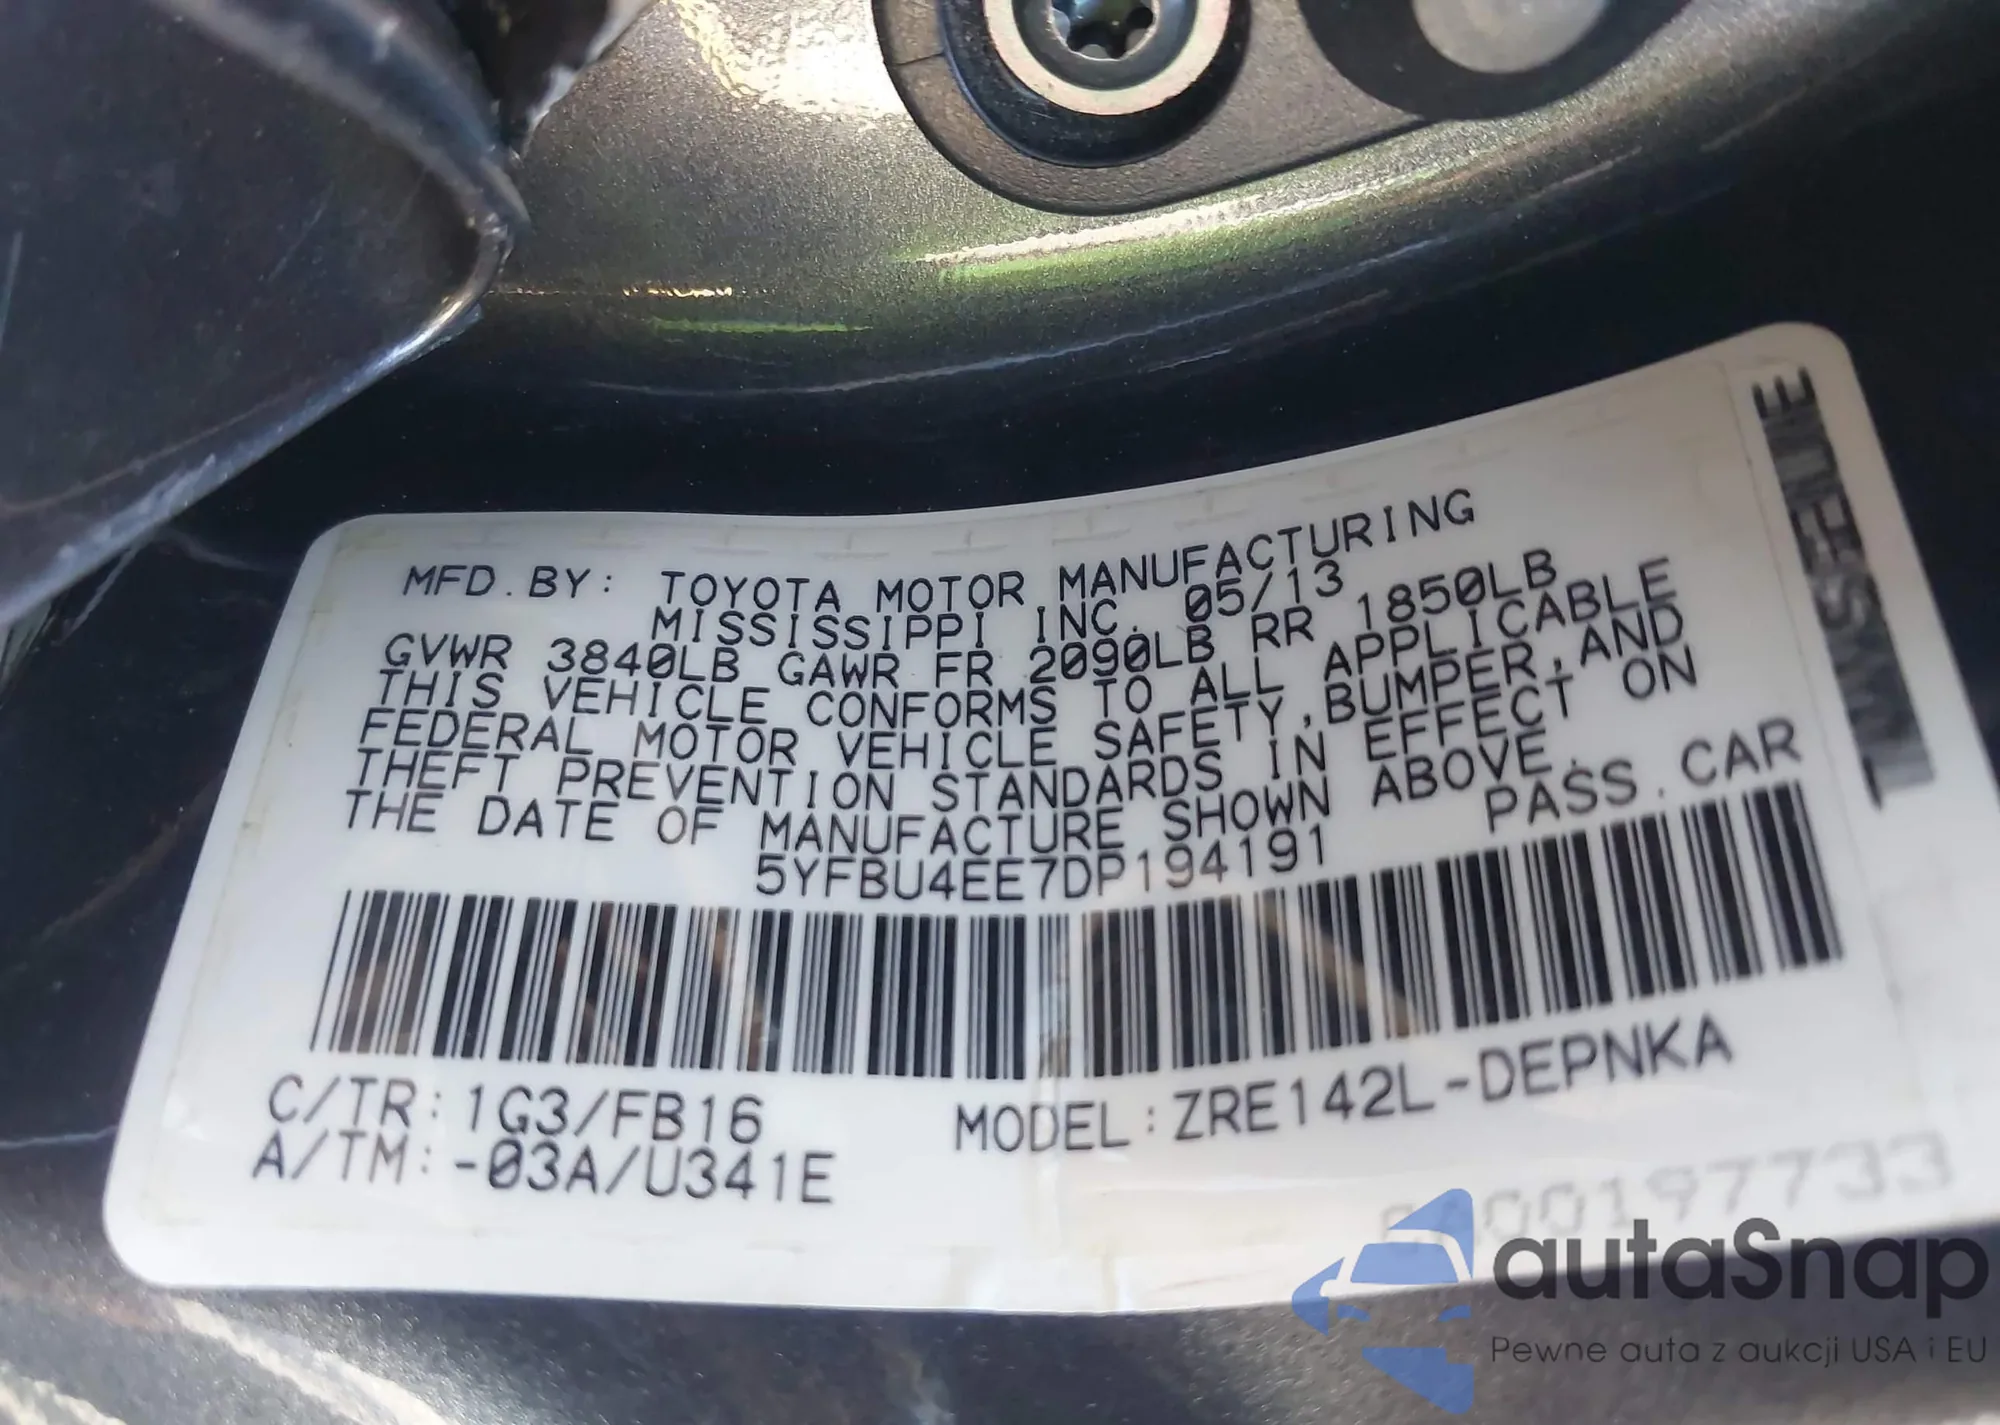 MFD.BY: TOYOTA MOTOR MANUFACTURING
MISSISSIPPI INC. 05/13
GVWR 3840LB GAWR FR 2090LB RR 1850LB
THIS VEHICLE CONFORMS TO ALL APPLICABLE
FEDERAL MOTOR VEHICLE SAFETY,BUMPER,AND
THEFT PREVENTION STANDARDS IN EFFECT ON
THE DATE OF MANUFACTURE SHOWN ABOVE.
5YFBU4EE7DP194191 PASS.CAR
C/TR:1G3/FB16
A/TM:-03A/U341E
MODEL:ZRE142L-DEPNKA
autaSnap
Pewne auta z aukcji USA i EU